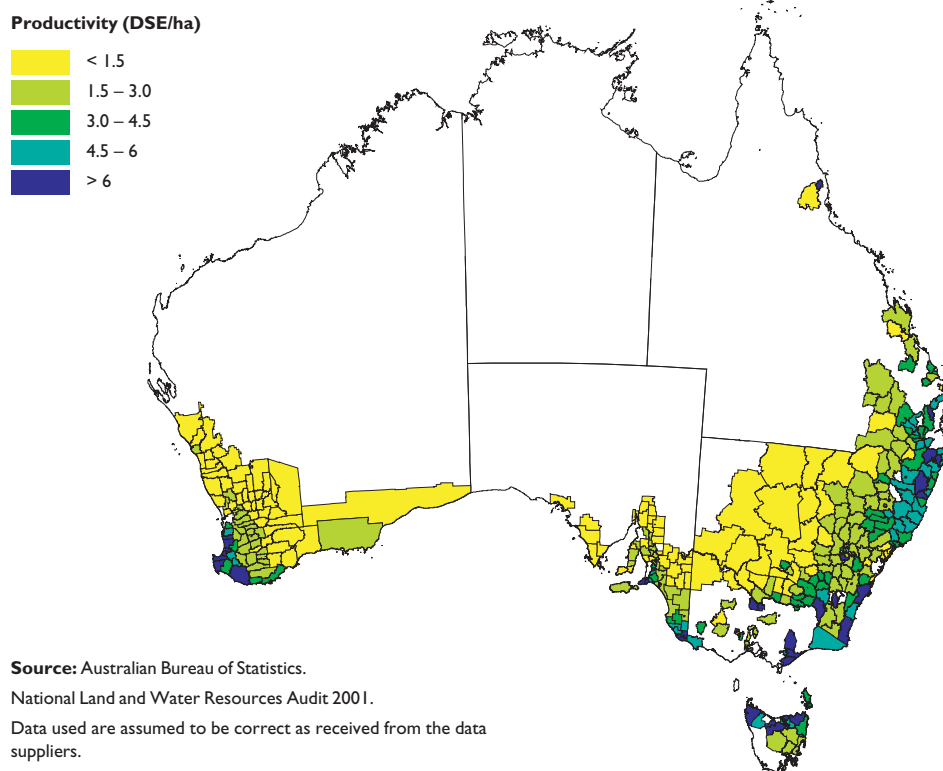 Productivity (DSE/ha)
< 1.5
1.5 – 3.0
3.0 – 4.5
4.5 – 6
> 6
Source: Australian Bureau of Statistics.
National Land and Water Resources Audit 2001.
Data used are assumed to be correct as received from the data
suppliers.